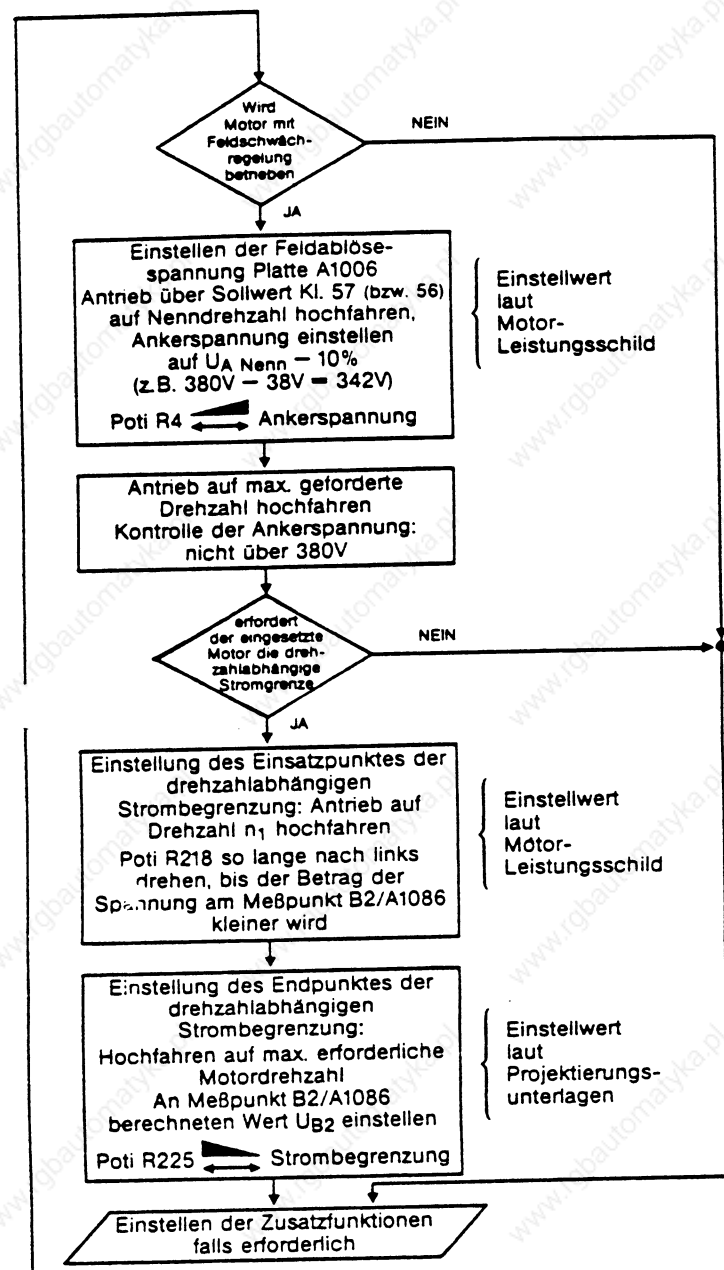 Wird
Motor mit
Feldschwäch-
regelung
betrieben
NEIN
JA
Einstellen der Feldablöse-
spannung Platte A1006
Antrieb über Sollwert Kl. 57 (bzw. 56)
auf Nenndrehzahl hochfahren,
Ankerspannung einstellen
auf UA Nenn – 10%
(z.B. 380V – 38V = 342V)
Poti R4 Ankerspannung
Einstellwert
laut
Motor-
Leistungsschild
Antrieb auf max. geforderte
Drehzahl hochfahren
Kontrolle der Ankerspannung:
nicht über 380V
erfordert
der eingesetzte
Motor die dreh-
zahlabhängige
Stromgrenze
NEIN
JA
Einstellung des Einsatzpunktes der
drehzahlabhängigen
Strombegrenzung: Antrieb auf
Drehzahl n1 hochfahren
Poti R218 so lange nach links
drehen, bis der Betrag der
Spannung am Meßpunkt B2/A1086
kleiner wird
Einstellwert
laut
Motor-
Leistungsschild
Einstellung des Endpunktes der
drehzahlabhängigen
Strombegrenzung:
Hochfahren auf max. erforderliche
Motordrehzahl
An Meßpunkt B2/A1086
berechneten Wert UB2 einstellen
Poti R225 Strombegrenzung
Einstellwert
laut
Projektierungs-
unterlagen
Einstellen der Zusatzfunktionen
falls erforderlich
www.rgbautomatyka.pl